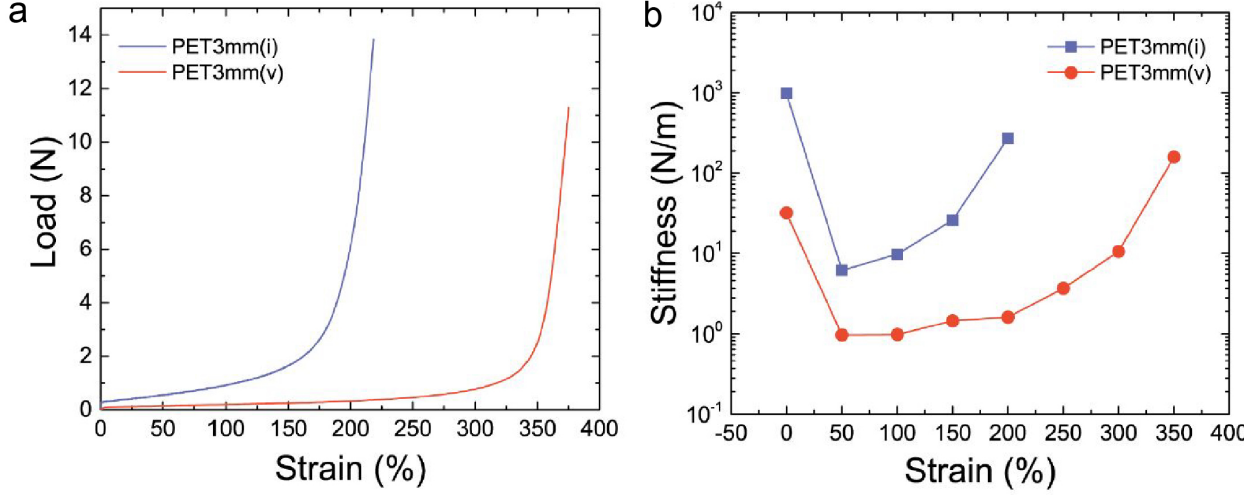 a
14
12
10
8
6
4
2
0
Load (N)
PET3mm(i)
PET3mm(v)
0 50 100 150 200 250 300 350 400
Strain (%)
b
10⁴
10³
10²
10¹
10⁰
10⁻¹
Stiffness (N/m)
PET3mm(i)
PET3mm(v)
-50 0 50 100 150 200 250 300 350 400
Strain (%)